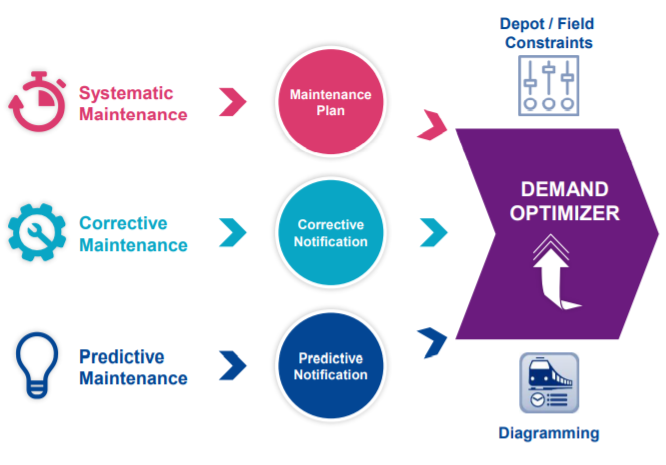 Depot / Field
Constraints
Systematic
Maintenance
Maintenance
Plan
DEMAND
OPTIMIZER
Corrective
Maintenance
Corrective
Notification
Predictive
Maintenance
Predictive
Notification
Diagramming